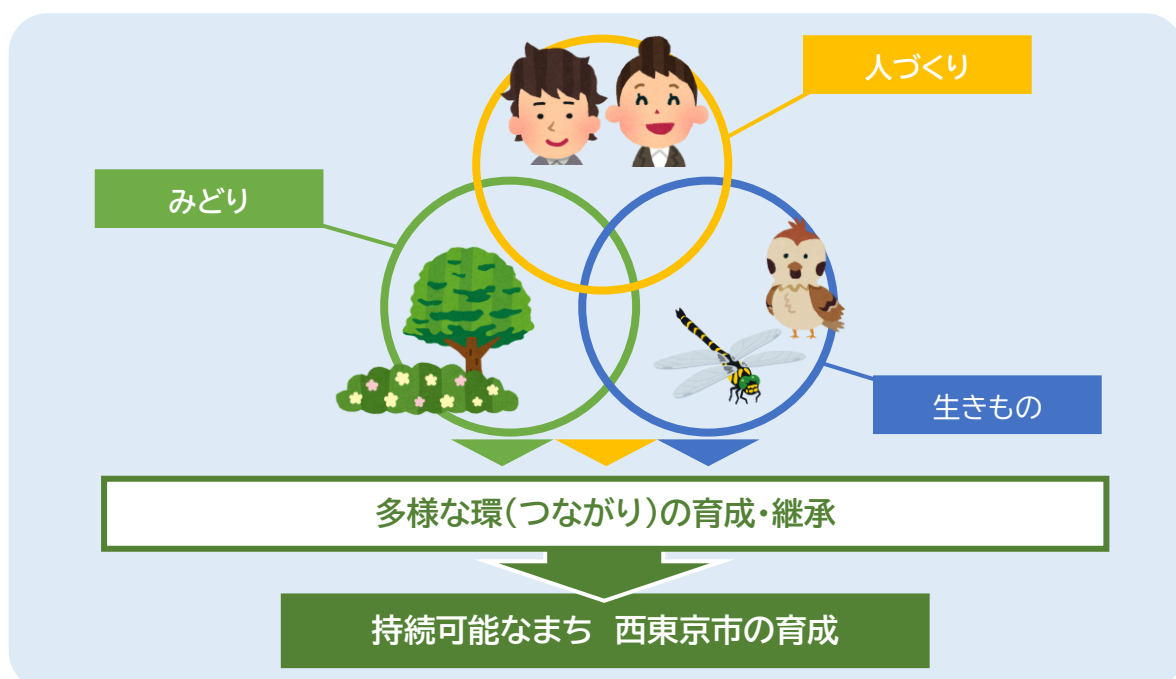 人づくり
みどり
生きもの
多様な環(つながり)の育成・継承
持続可能なまち 西東京市の育成